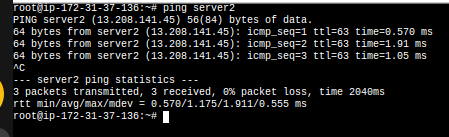 root@ip-172-31-37-136:~# ping server2
PING server2 (13.208.141.45) 56(84) bytes of data.
64 bytes from server2 (13.208.141.45): icmp_seq=1 ttl=63 time=0.570 ms
64 bytes from server2 (13.208.141.45): icmp_seq=2 ttl=63 time=1.91 ms
64 bytes from server2 (13.208.141.45): icmp_seq=3 ttl=63 time=1.05 ms
^C
--- server2 ping statistics ---
3 packets transmitted, 3 received, 0% packet loss, time 2040ms
rtt min/avg/max/mdev = 0.570/1.175/1.911/0.555 ms
root@ip-172-31-37-136:~#